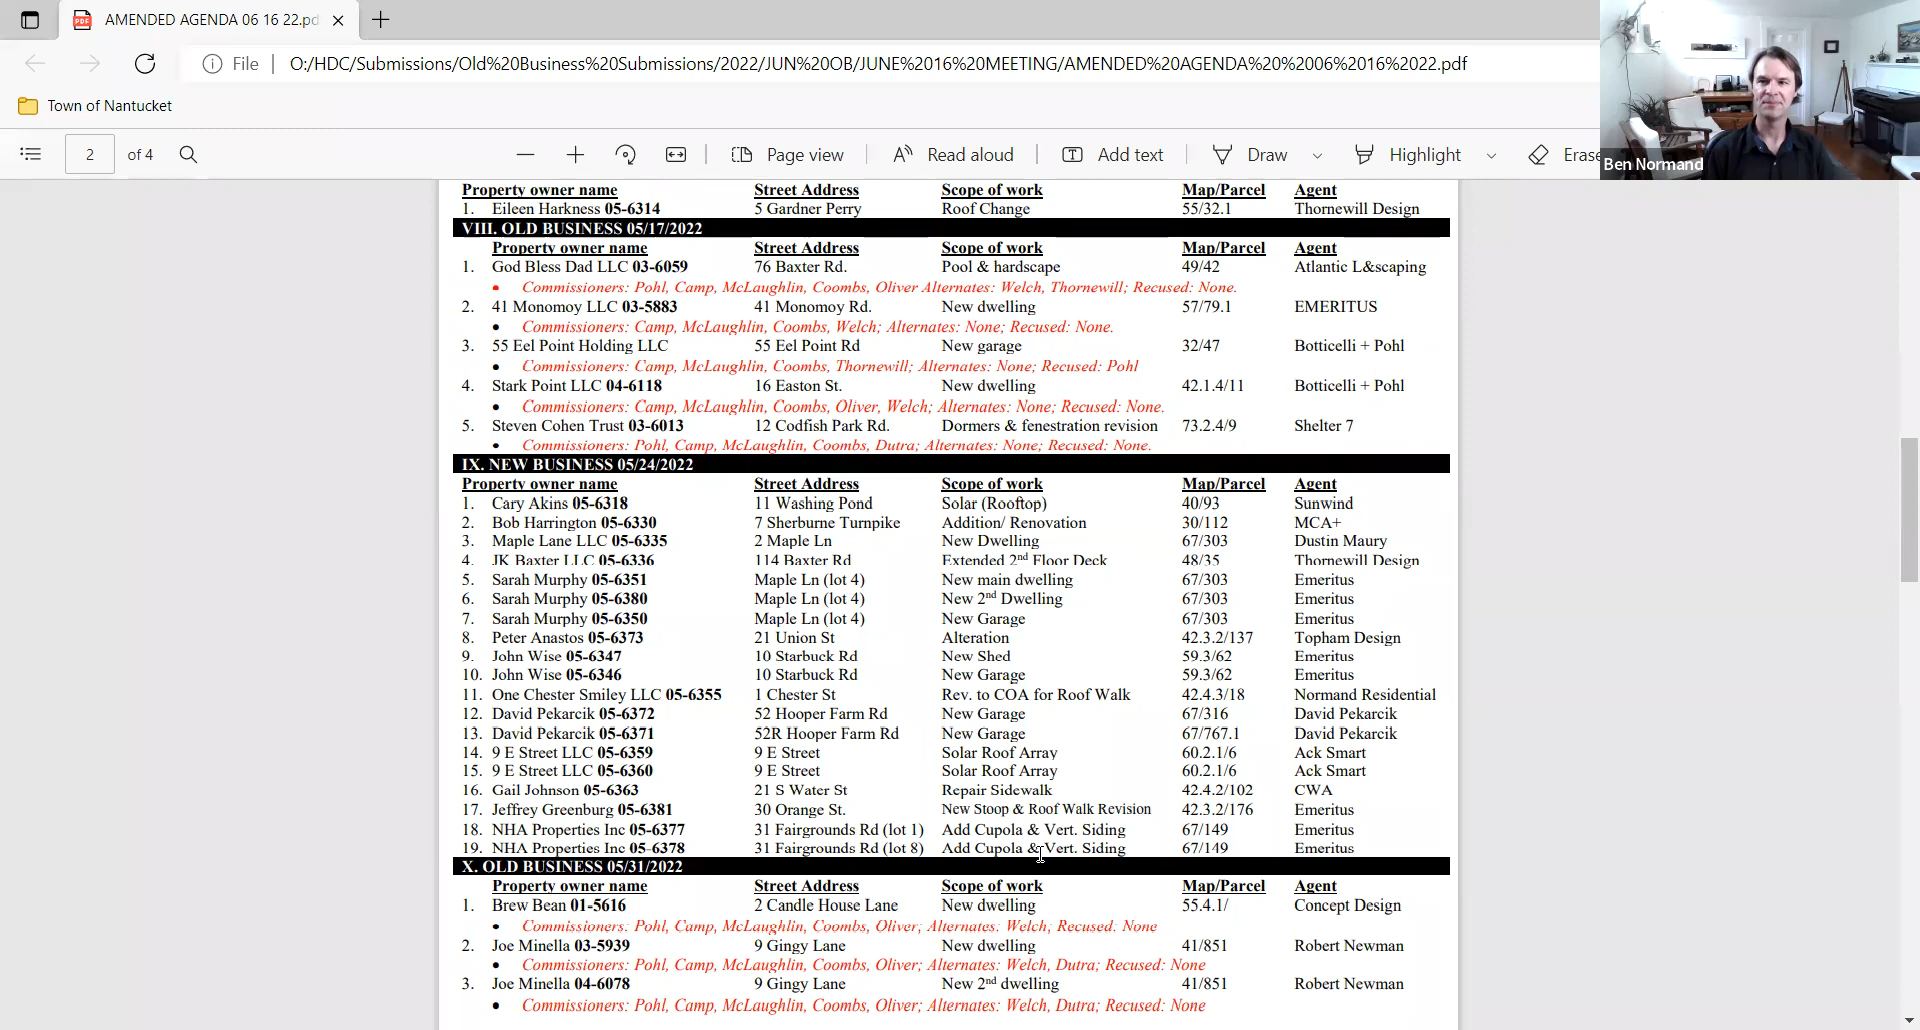 AMENDED AGENDA 06 16 22.pd
File O:/HDC/Submissions/Old%20Business%20Submissions/2022/JUN%20OB/JUNE%2016%20MEETING/AMENDED%20AGENDA%20%2006%2016%2022.pdf
Town of Nantucket
2 of 4 Page view Read aloud Add text Draw Highlight Erase
Ben Normand
Property owner name Street Address Scope of work Map/Parcel Agent
1. Eileen Harkness 05-6314 5 Gardner Perry Roof Change 55/32.1 Thornewill Design
VIII. OLD BUSINESS 05/17/2022
Property owner name Street Address Scope of work Map/Parcel Agent
1. God Bless Dad LLC 03-6059 76 Baxter Rd. Pool & hardscape 49/42 Atlantic L&scaping
• Commissioners: Pohl, Camp, McLaughlin, Coombs, Oliver Alternates: Welch, Thornewill; Recused: None.
2. 41 Monomoy LLC 03-5883 41 Monomoy Rd. New dwelling 57/79.1 EMERITUS
• Commissioners: Camp, McLaughlin, Coombs, Welch; Alternates: None; Recused: None.
3. 55 Eel Point Holding LLC 55 Eel Point Rd New garage 32/47 Botticelli + Pohl
• Commissioners: Camp, McLaughlin, Coombs, Thornewill; Alternates: None; Recused: Pohl
4. Stark Point LLC 04-6118 16 Easton St. New dwelling 42.1.4/11 Botticelli + Pohl
• Commissioners: Camp, McLaughlin, Coombs, Oliver, Welch; Alternates: None; Recused: None.
5. Steven Cohen Trust 03-6013 12 Codfish Park Rd. Dormers & fenestration revision 73.2.4/9 Shelter 7
• Commissioners: Pohl, Camp, McLaughlin, Coombs, Dutra; Alternates: None; Recused: None.
IX. NEW BUSINESS 05/24/2022
Property owner name Street Address Scope of work Map/Parcel Agent
1. Cary Akins 05-6318 11 Washing Pond Solar (Rooftop) 40/93 Sunwind
2. Bob Harrington 05-6330 7 Sherburne Turnpike Addition/ Renovation 30/112 MCA+
3. Maple Lane LLC 05-6335 2 Maple Ln New Dwelling 67/303 Dustin Maury
4. JK Baxter LLC 05-6336 114 Baxter Rd Extended 2nd Floor Deck 48/35 Thornewill Design
5. Sarah Murphy 05-6351 Maple Ln (lot 4) New main dwelling 67/303 Emeritus
6. Sarah Murphy 05-6380 Maple Ln (lot 4) New 2nd Dwelling 67/303 Emeritus
7. Sarah Murphy 05-6350 Maple Ln (lot 4) New Garage 67/303 Emeritus
8. Peter Anastos 05-6373 21 Union St Alteration 42.3.2/137 Topham Design
9. John Wise 05-6347 10 Starbuck Rd New Shed 59.3/62 Emeritus
10. John Wise 05-6346 10 Starbuck Rd New Garage 59.3/62 Emeritus
11. One Chester Smiley LLC 05-6355 1 Chester St Rev. to COA for Roof Walk 42.4.3/18 Normand Residential
12. David Pekarcik 05-6372 52 Hooper Farm Rd New Garage 67/316 David Pekarcik
13. David Pekarcik 05-6371 52R Hooper Farm Rd New Garage 67/767.1 David Pekarcik
14. 9 E Street LLC 05-6359 9 E Street Solar Roof Array 60.2.1/6 Ack Smart
15. 9 E Street LLC 05-6360 9 E Street Solar Roof Array 60.2.1/6 Ack Smart
16. Gail Johnson 05-6363 21 S Water St Repair Sidewalk 42.4.2/102 CWA
17. Jeffrey Greenburg 05-6381 30 Orange St. New Stoop & Roof Walk Revision 42.3.2/176 Emeritus
18. NHA Properties Inc 05-6377 31 Fairgrounds Rd (lot 1) Add Cupola & Vert. Siding 67/149 Emeritus
19. NHA Properties Inc 05-6378 31 Fairgrounds Rd (lot 8) Add Cupola & Vert. Siding 67/149 Emeritus
X. OLD BUSINESS 05/31/2022
Property owner name Street Address Scope of work Map/Parcel Agent
1. Brew Bean 01-5616 2 Candle House Lane New dwelling 55.4.1/ Concept Design
• Commissioners: Pohl, Camp, McLaughlin, Coombs, Oliver; Alternates: Welch; Recused: None
2. Joe Minella 03-5939 9 Gingy Lane New dwelling 41/851 Robert Newman
• Commissioners: Pohl, Camp, McLaughlin, Coombs, Oliver; Alternates: Welch, Dutra; Recused: None
3. Joe Minella 04-6078 9 Gingy Lane New 2nd dwelling 41/851 Robert Newman
• Commissioners: Pohl, Camp, McLaughlin, Coombs, Oliver; Alternates: Welch, Dutra; Recused: None